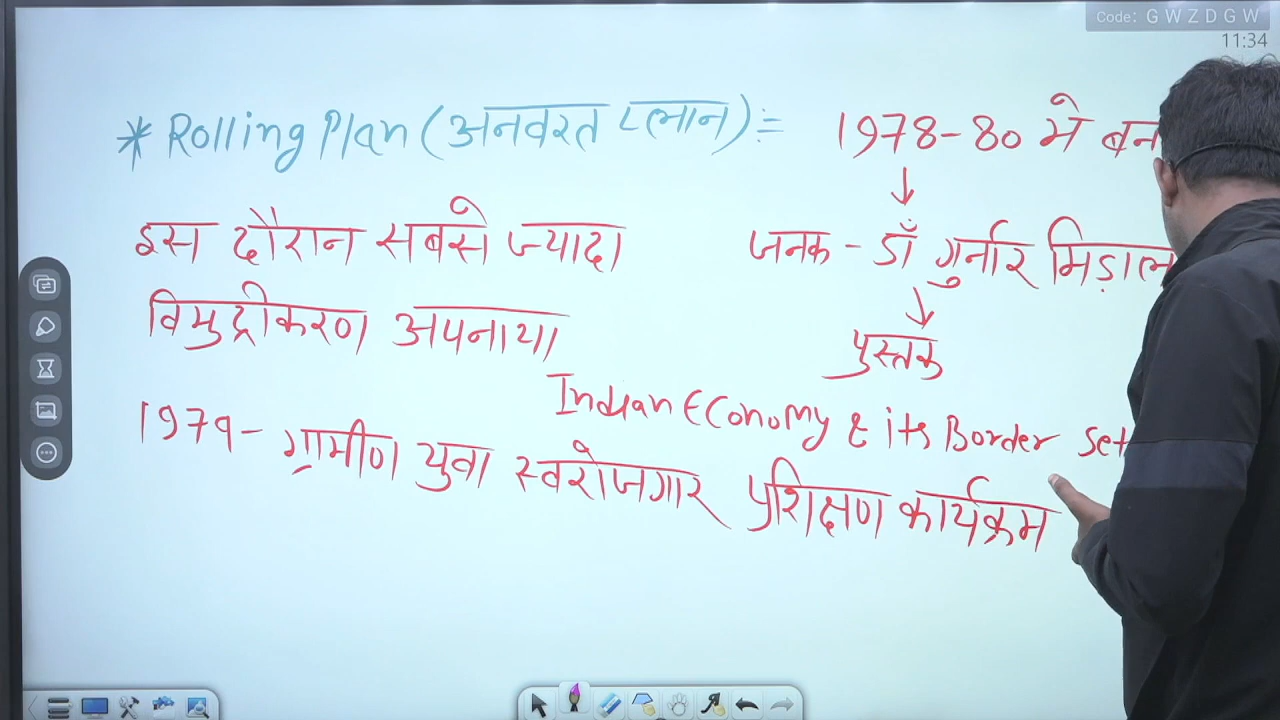 Code: G W Z D G W
11:34
* Rolling Plan (अनवरत प्लान) :=
1978-80 मे बन
इस दौरान सबसे ज्यादा
जनक - डॉ गुर्नार मिड़ाल
विमुद्रीकरण अपनाया
पुस्तक
Indian Economy & its Border Set
1979- ग्रामीण युवा स्वरोजगार प्रशिक्षण कार्यक्रम